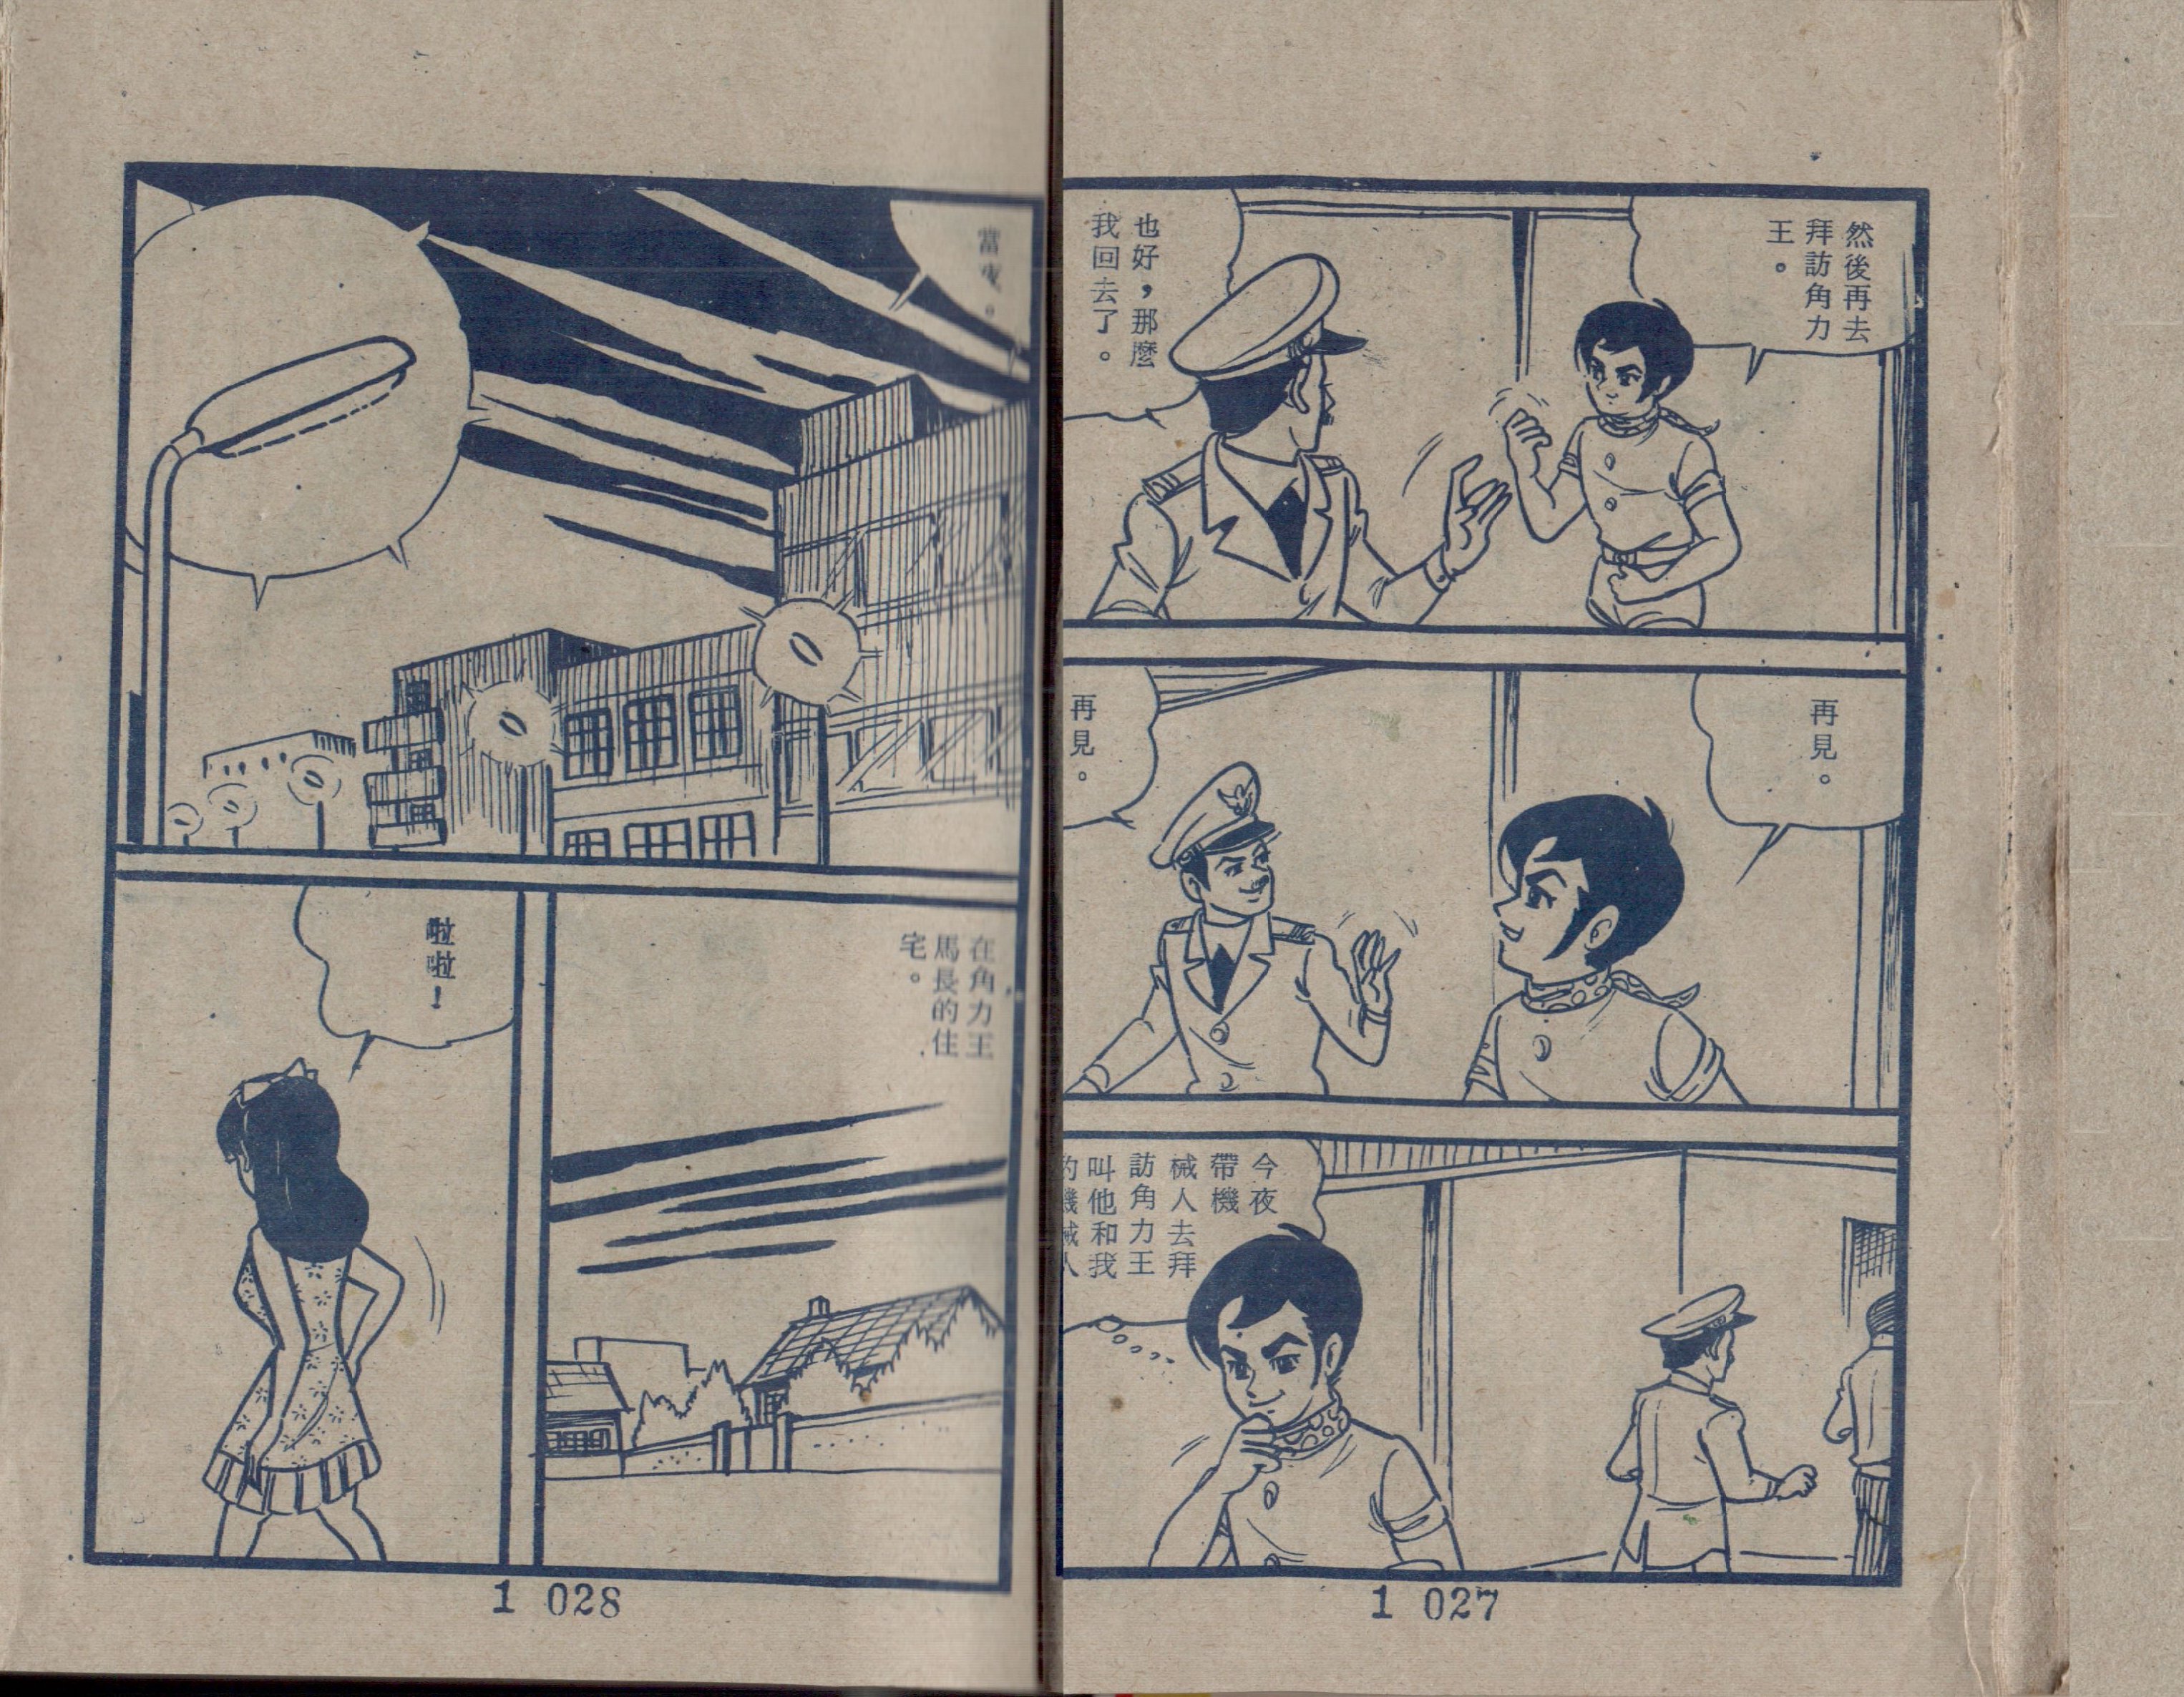 然後再去
拜訪角力
王。
也好，那麼
我回去了。
再見。
再見。
今夜
帶機
械人去拜
訪角力王
叫他和我
的機械人
1 027
當夜。
在角力王
馬長的住
宅。
啦啦！
1 028